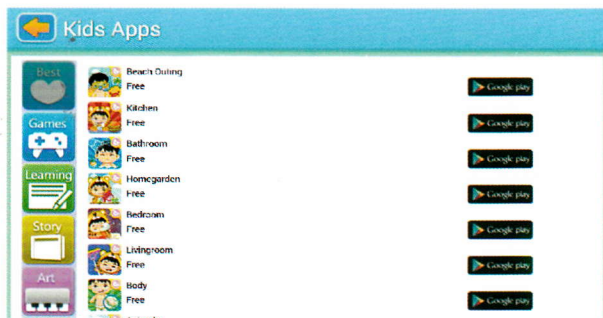 Kids Apps
Best
Games
Learning
Story
Art
Beach Outing
Free
Google play
Kitchen
Free
Google play
Bathroom
Free
Google play
Homegarden
Free
Google play
Bedroom
Free
Google play
Livingroom
Free
Google play
Body
Free
Google play